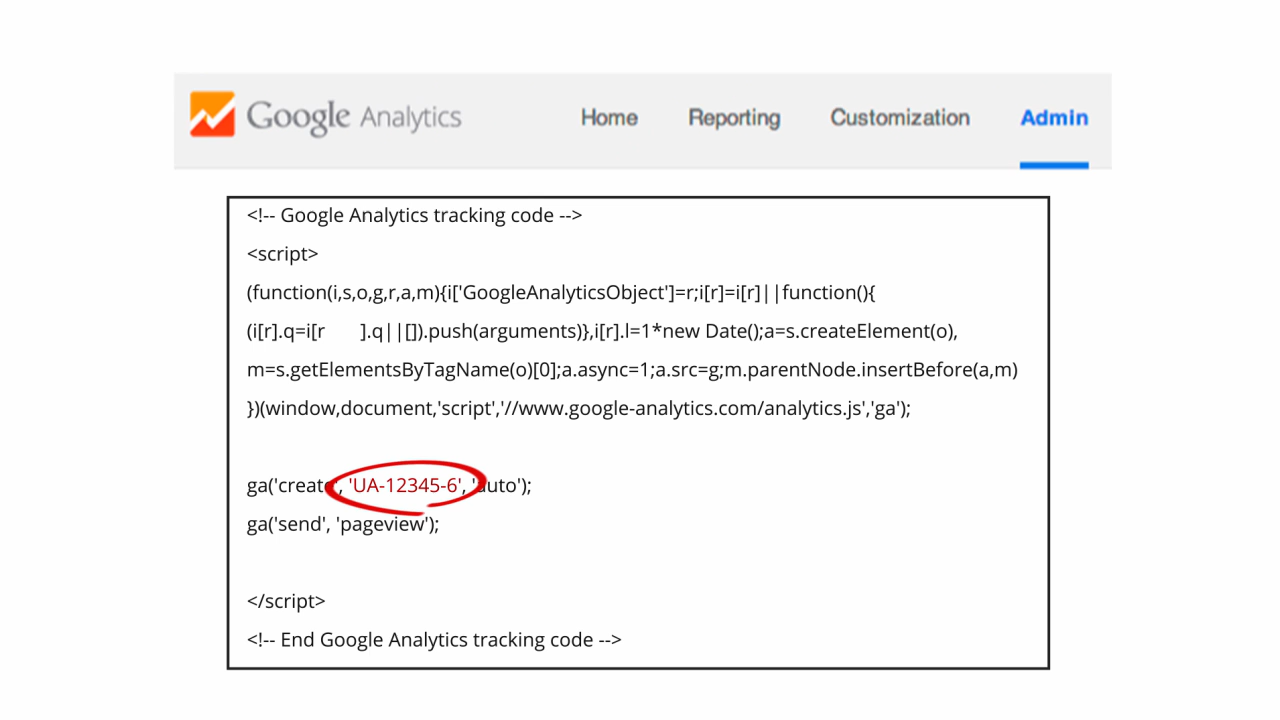 Google Analytics Home Reporting Customization Admin
<!-- Google Analytics tracking code -->
<script>
(function(i,s,o,g,r,a,m){i['GoogleAnalyticsObject']=r;i[r]=i[r]||function(){
(i[r].q=i[r ].q||[]).push(arguments)},i[r].l=1*new Date();a=s.createElement(o),
m=s.getElementsByTagName(o)[0];a.async=1;a.src=g;m.parentNode.insertBefore(a,m)
})(window,document,'script','//www.google-analytics.com/analytics.js','ga');
ga('create', 'UA-12345-6', 'auto');
ga('send', 'pageview');
</script>
<!-- End Google Analytics tracking code -->